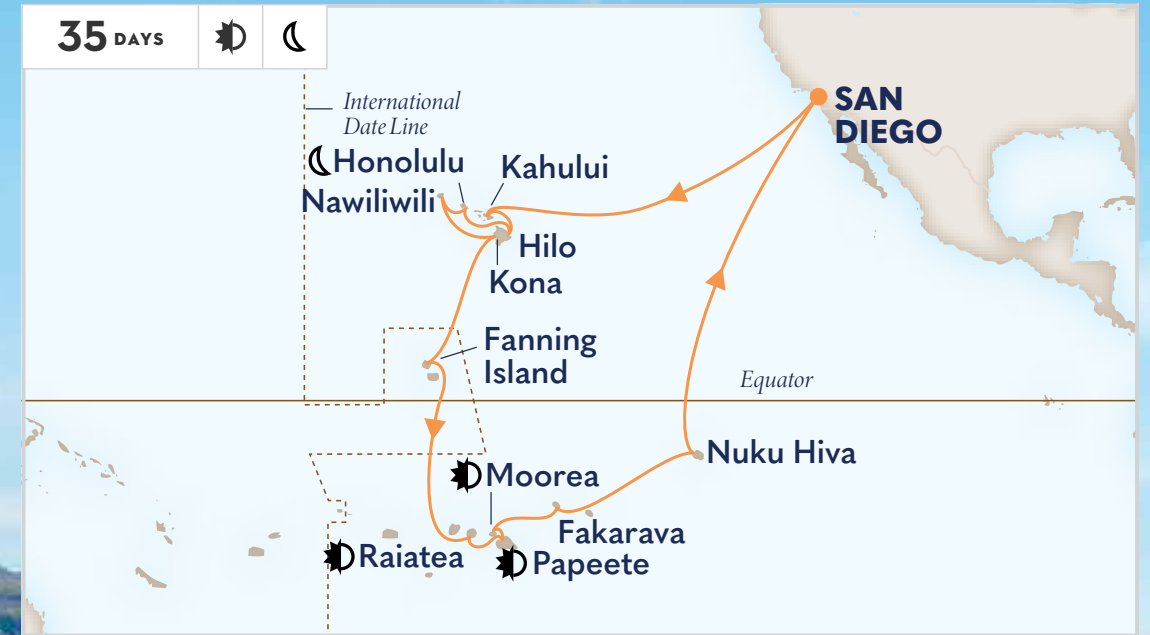 35 DAYS
International
Date Line
SAN
DIEGO
Honolulu
Kahului
Nawiliwili
Hilo
Kona
Fanning
Island
Equator
Nuku Hiva
Moorea
Fakarava
Raiatea
Papeete